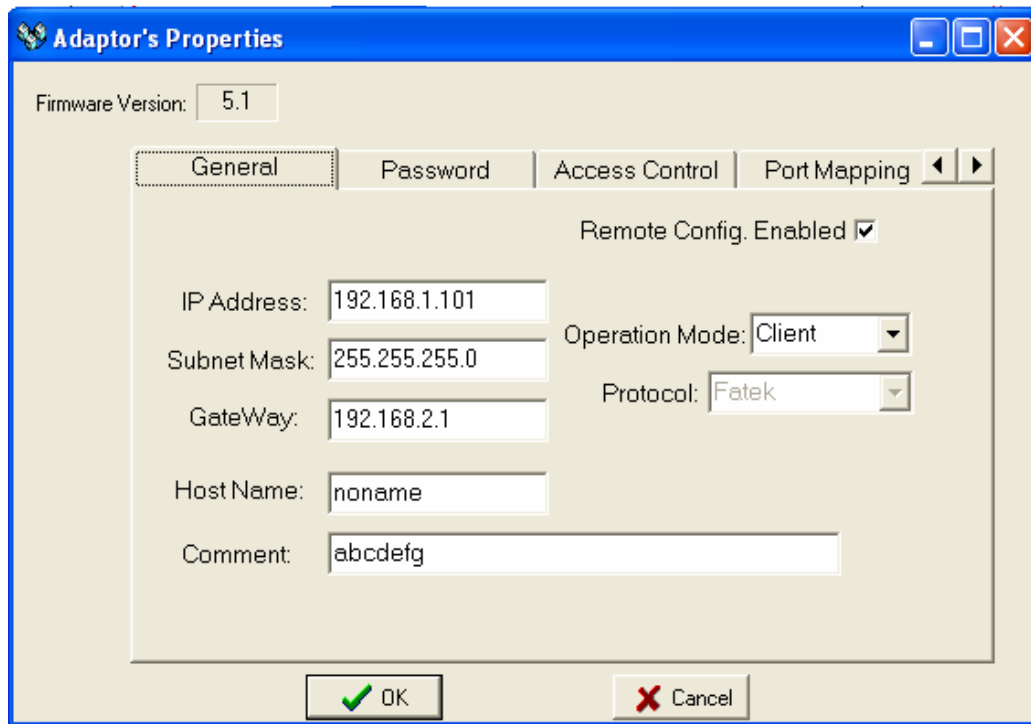 Adaptor's Properties
Firmware Version: 5.1
General Password Access Control Port Mapping
Remote Config. Enabled
IP Address: 192.168.1.101
Operation Mode: Client
Subnet Mask: 255.255.255.0
Protocol: Fatek
GateWay: 192.168.2.1
Host Name: noname
Comment: abcdefg
OK Cancel